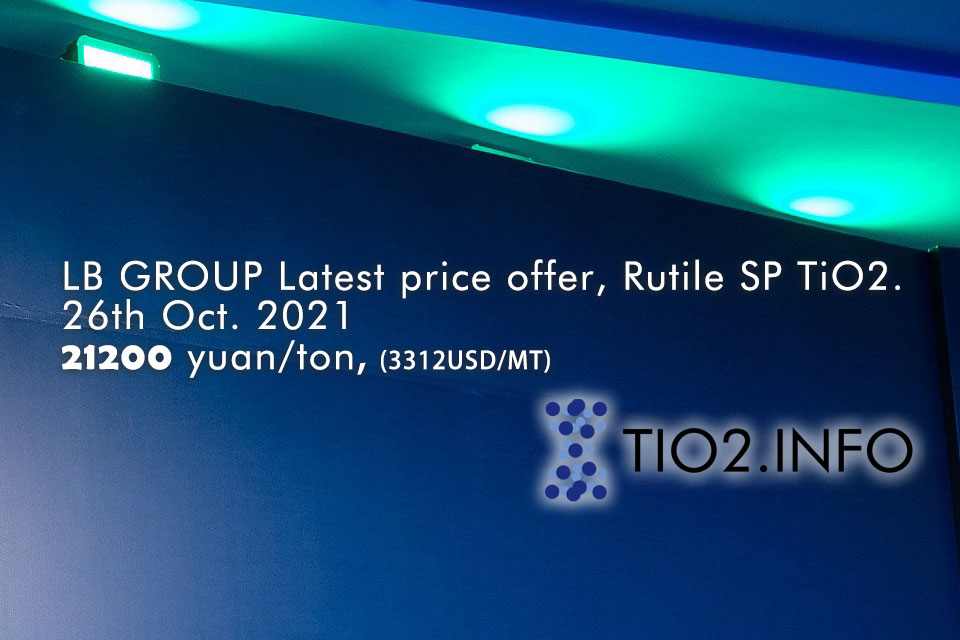 LB GROUP Latest price offer, Rutile SP TiO2.
26th Oct. 2021
21200 yuan/ton, (3312USD/MT)
TIO2.INFO